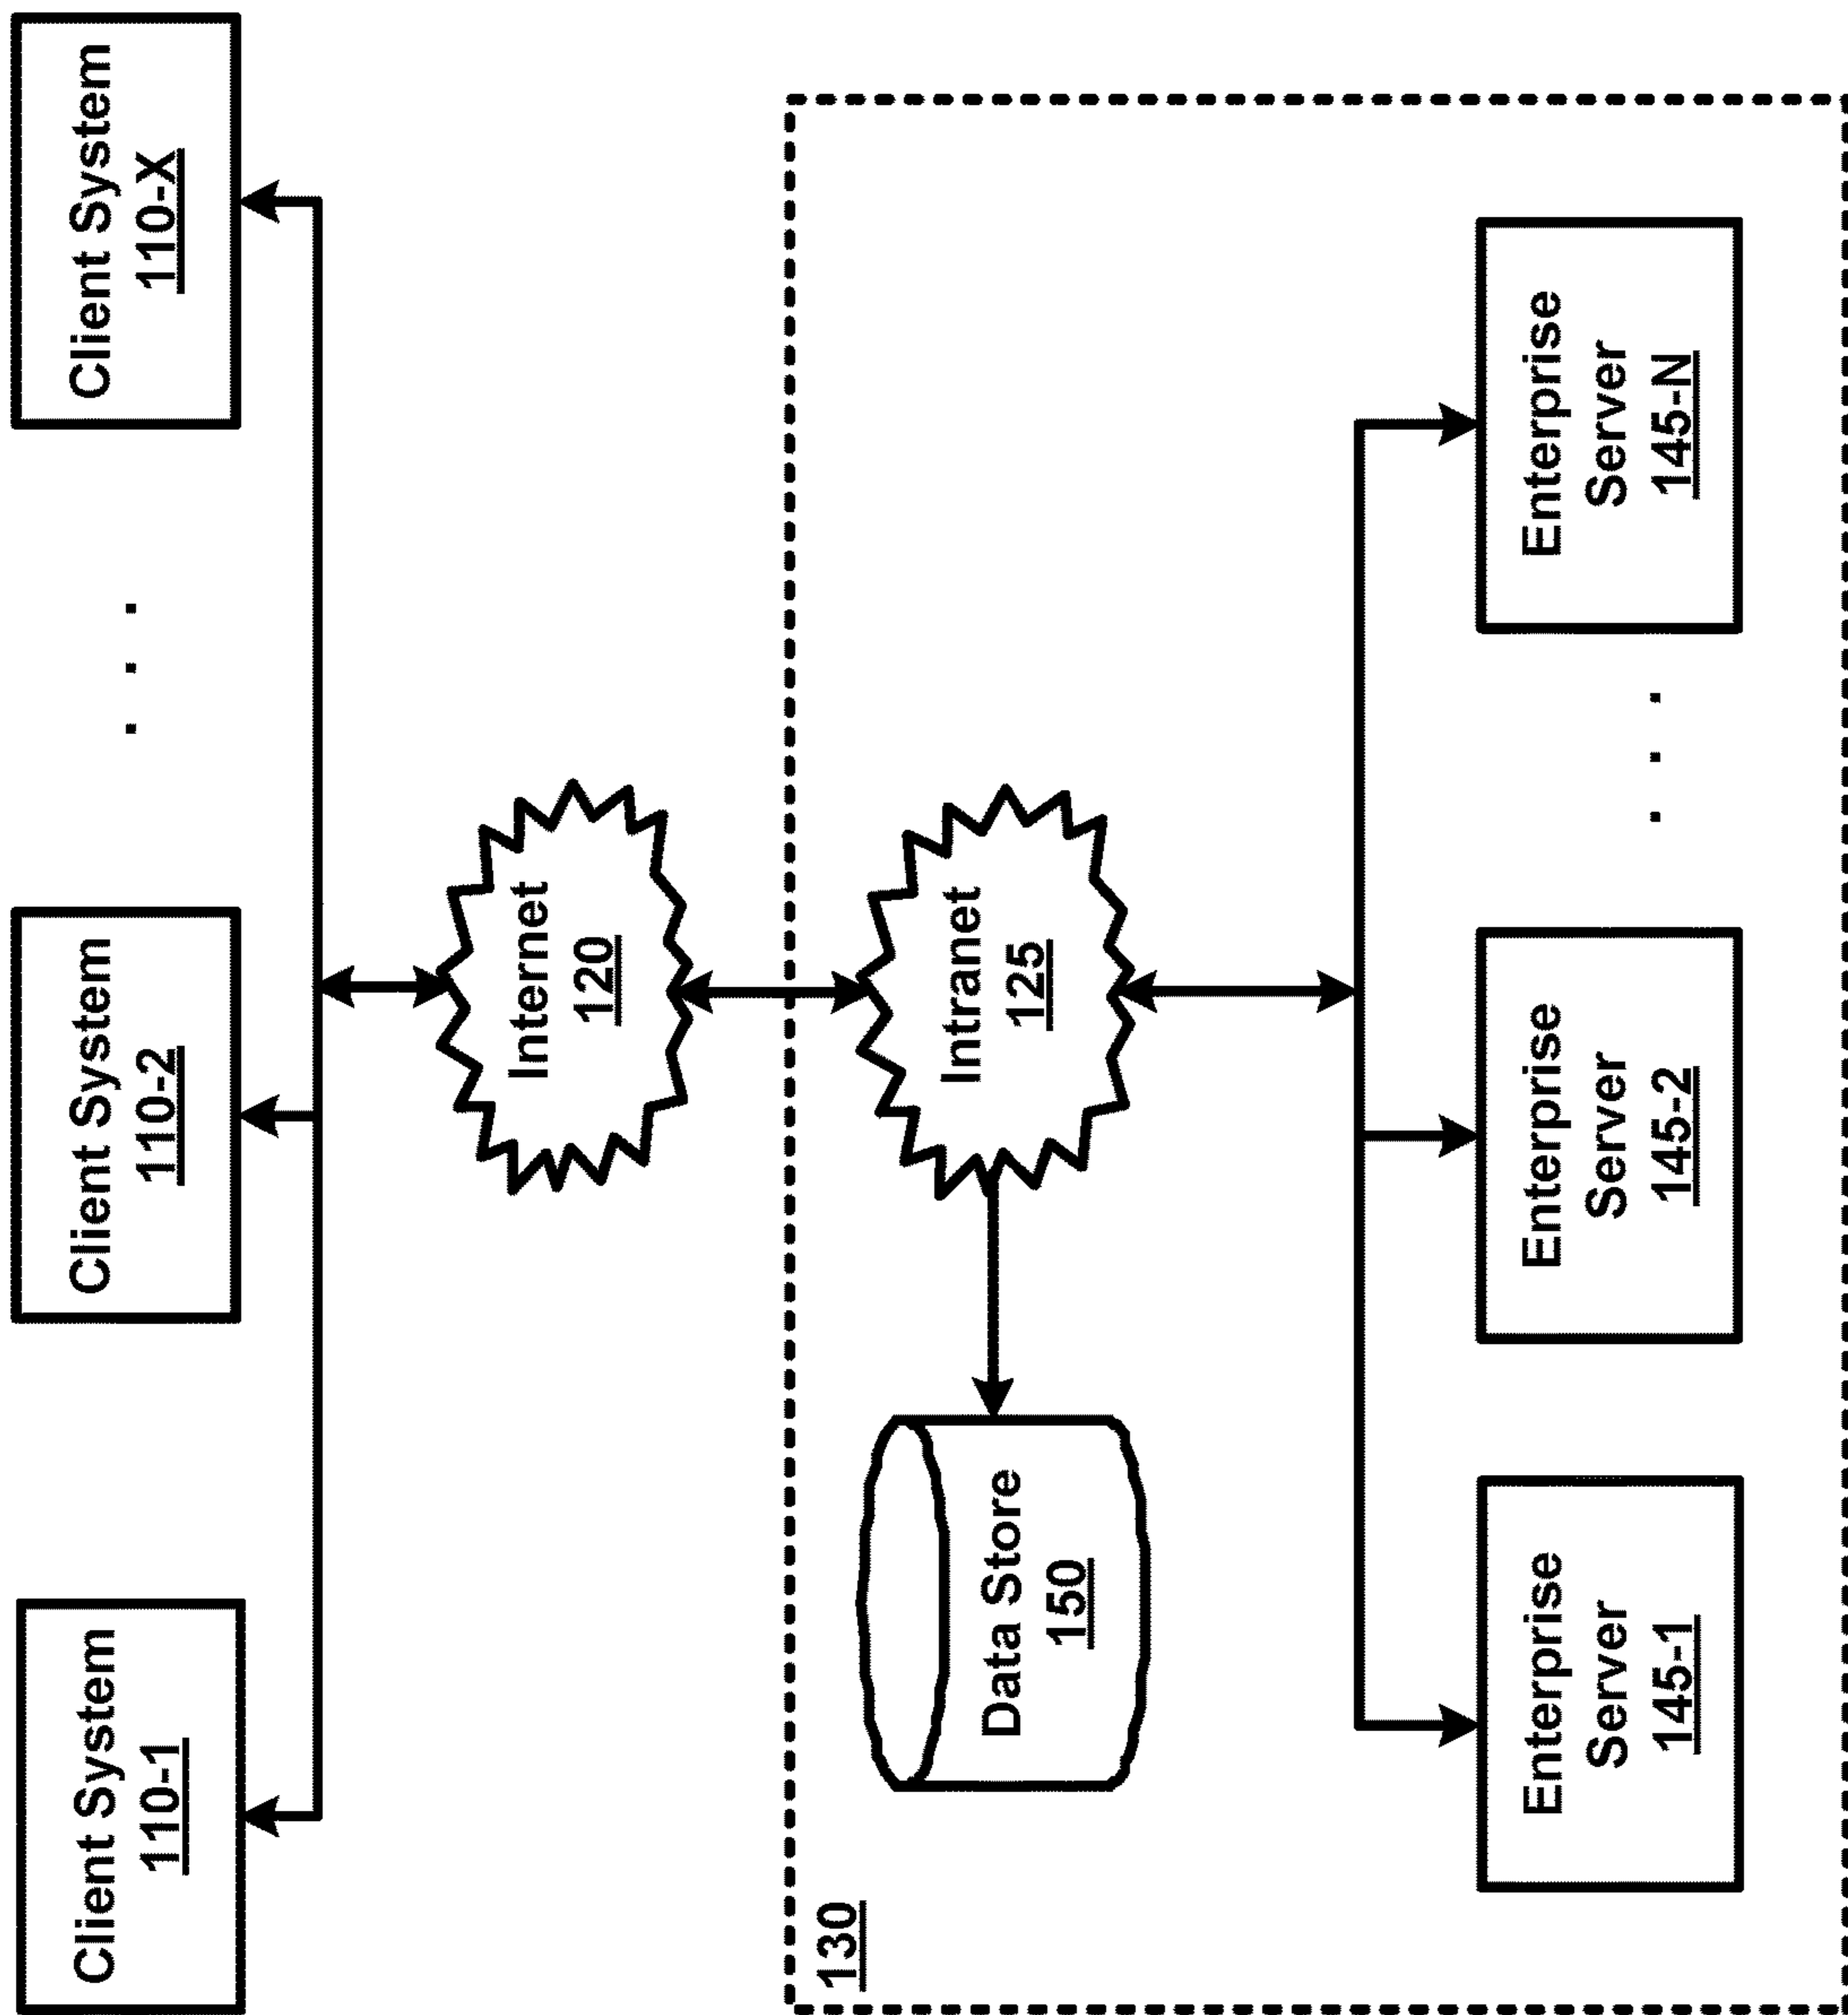 Client System
110-1
Client System
110-2
. . .
Client System
110-X
Internet
120
130
Data Store
150
Intranet
125
Enterprise
Server
145-1
Enterprise
Server
145-2
. . .
Enterprise
Server
145-N